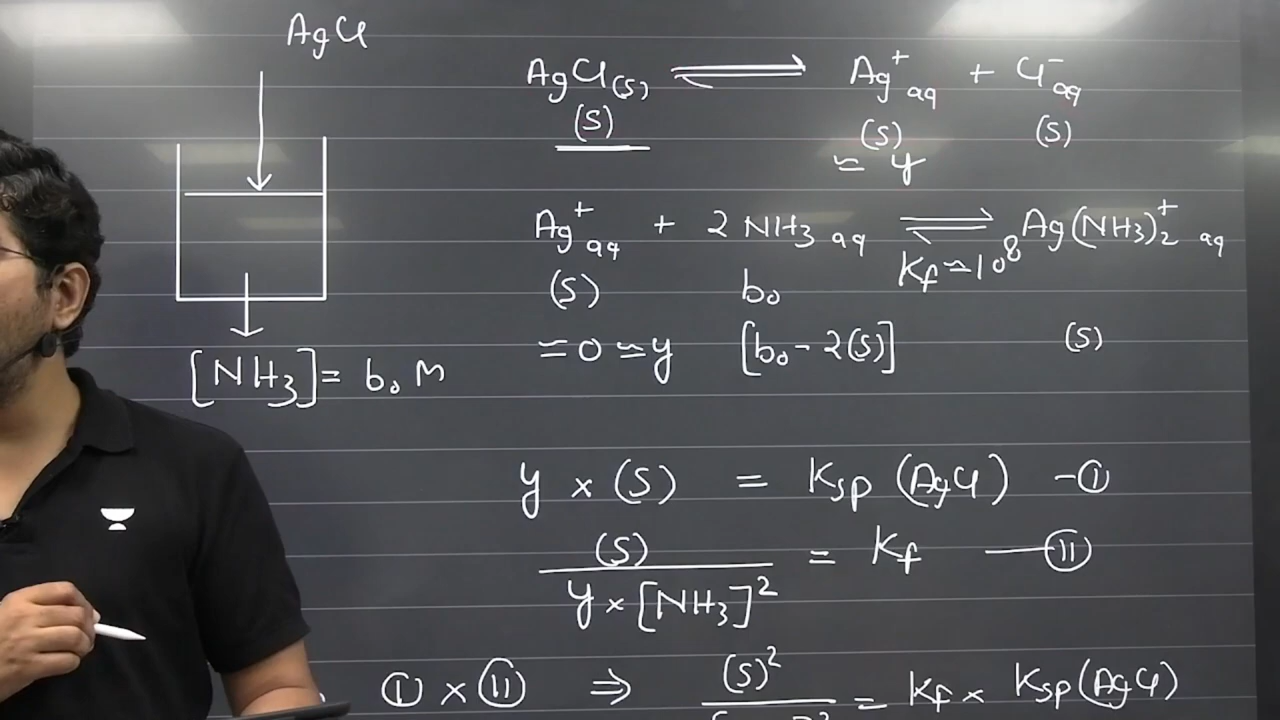 AgCl
AgCl(s) ⇌ Ag⁺aq + Cl⁻aq
(s) (s) (s)
≃ y
Ag⁺aq + 2 NH3 aq ⇌ Ag(NH3)₂⁺ aq
Kf ≃ 10⁸
(s) b₀
≃ 0 ≃ y [b₀ - 2(s)] (s)
[NH3] = b₀ M
y × (s) = Ksp (AgCl) - ①
(s) / y × [NH3]² = Kf — ⑪
① × ⑪ ⇒ (s)² / = Kf × Ksp (AgCl)